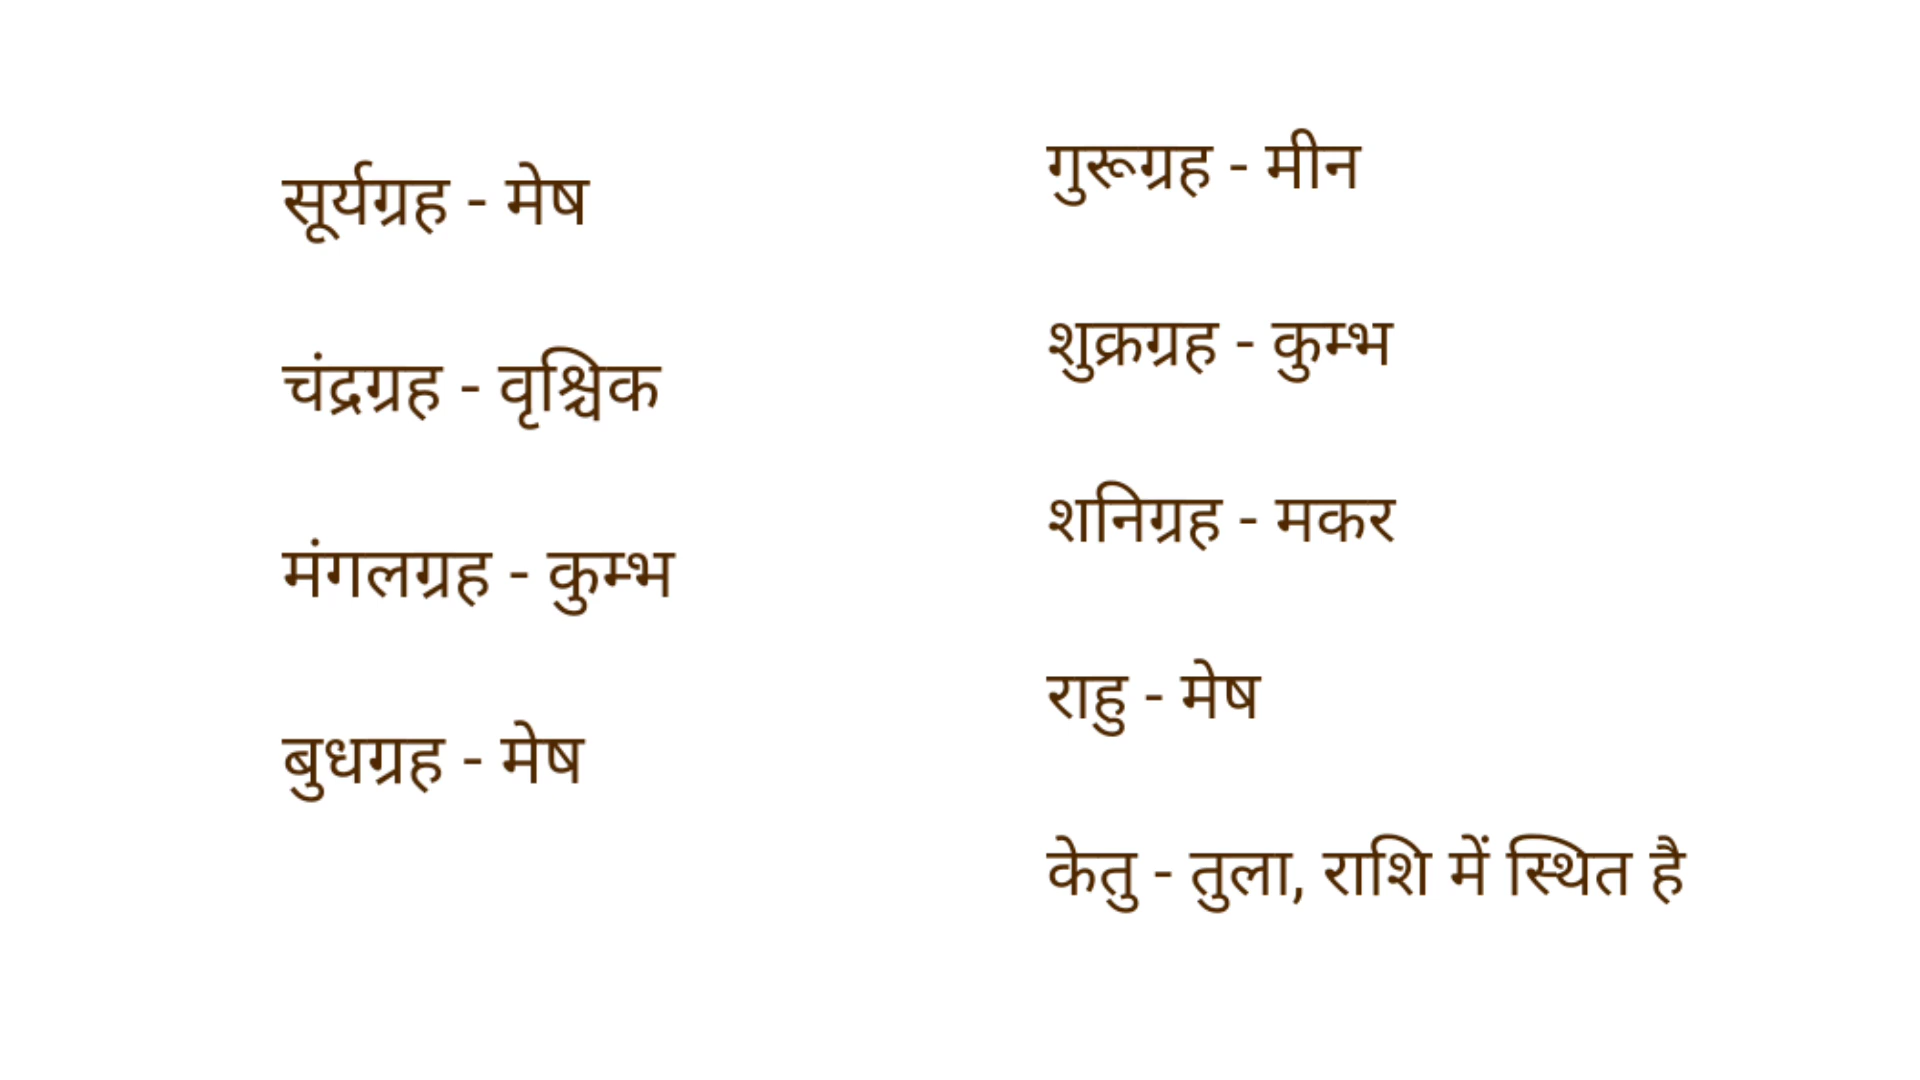 सूर्यग्रह - मेष
चंद्रग्रह - वृश्चिक
मंगलग्रह - कुम्भ
बुधग्रह - मेष
गुरूग्रह - मीन
शुक्रग्रह - कुम्भ
शनिग्रह - मकर
राहु - मेष
केतु - तुला, राशि में स्थित है